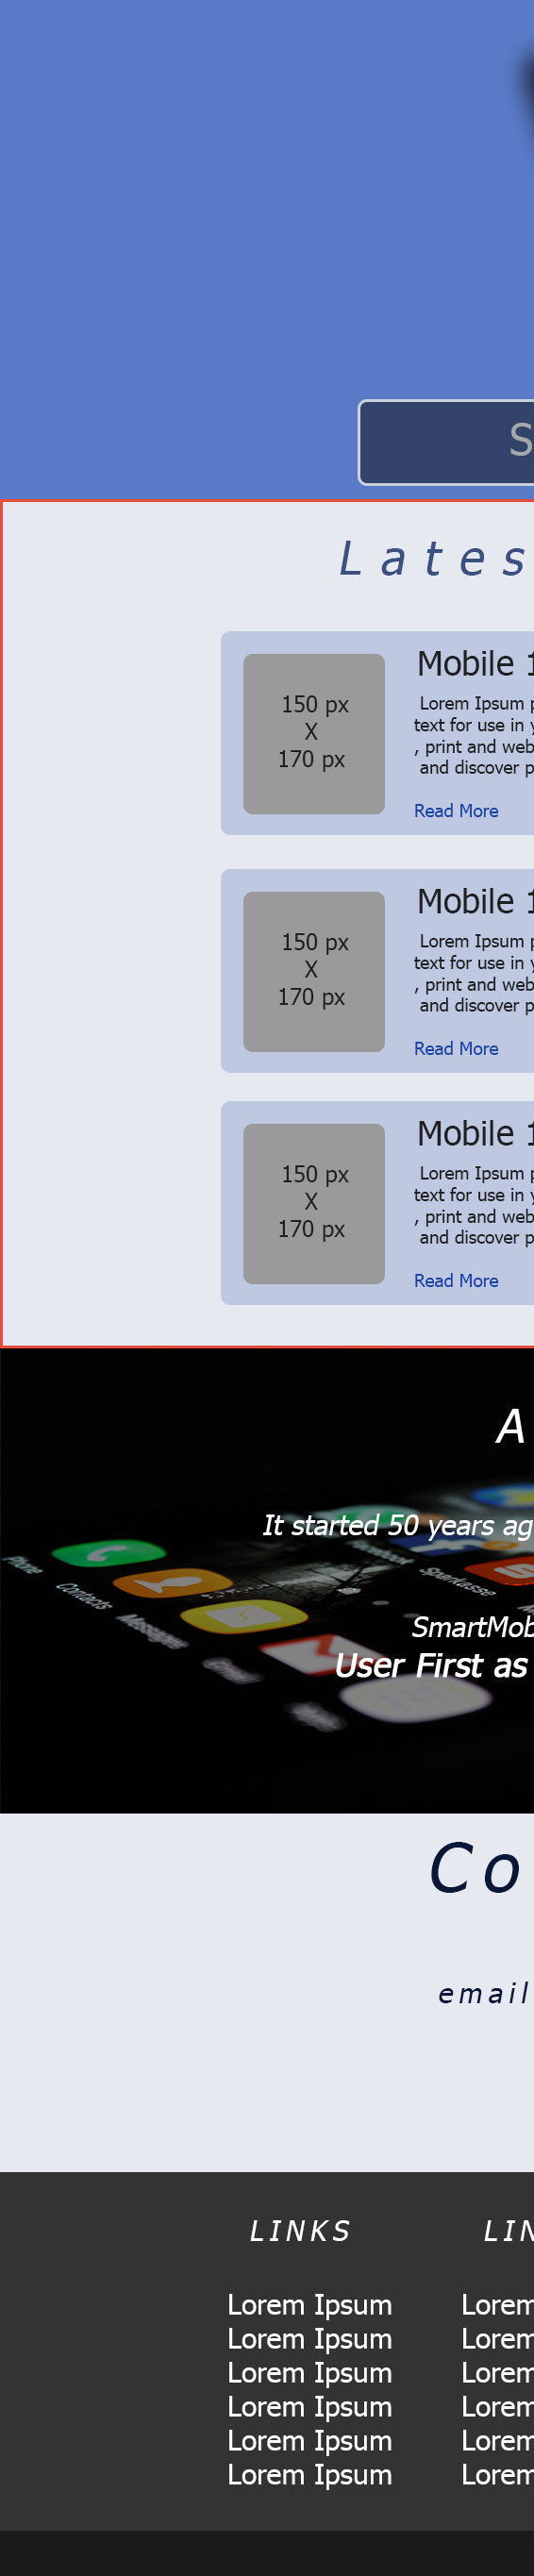 S
Lates
150 px
X
170 px
Mobile 1
Lorem Ipsum p
text for use in y
, print and web
and discover p
Read More
150 px
X
170 px
Mobile 1
Lorem Ipsum p
text for use in y
, print and web
and discover p
Read More
150 px
X
170 px
Mobile 1
Lorem Ipsum p
text for use in y
, print and web
and discover p
Read More
A
It started 50 years ag
Phone
Contacts
Messages
Gmail
Sparkasse
SmartMob
User First as
Co
email
LINKS
Lorem Ipsum
Lorem Ipsum
Lorem Ipsum
Lorem Ipsum
Lorem Ipsum
Lorem Ipsum
LIN
Lorem
Lorem
Lorem
Lorem
Lorem
Lorem